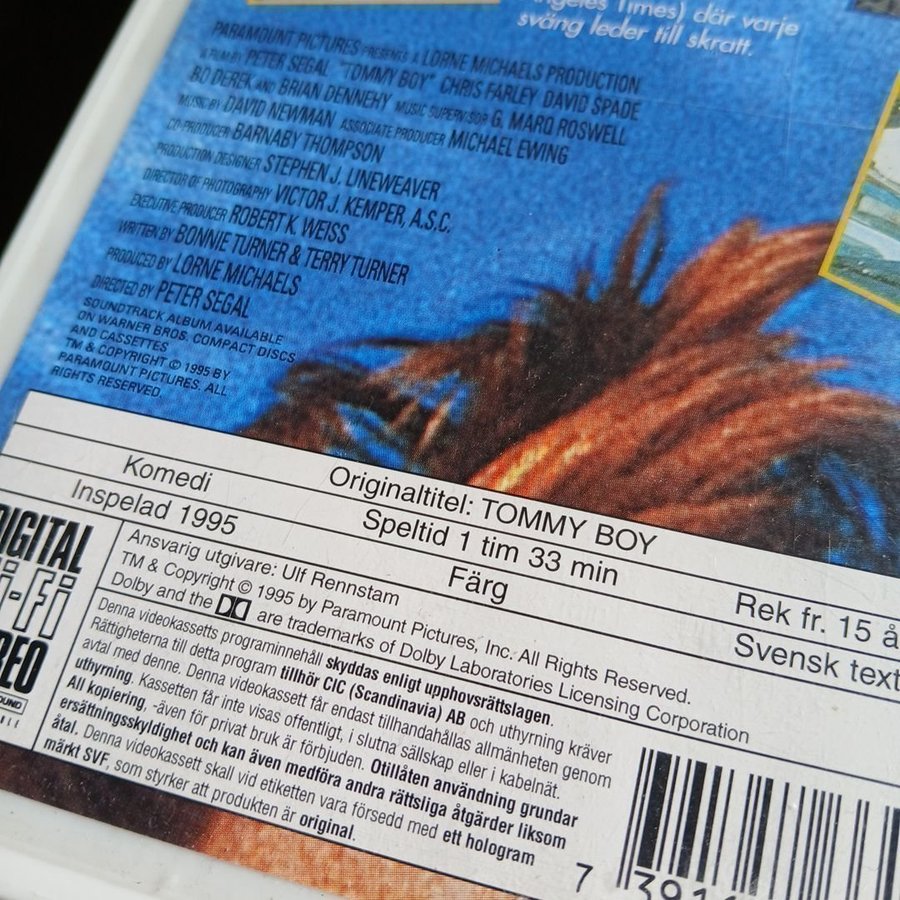 Angeles Times) där varje
sväng leder till skratt.
PARAMOUNT PICTURES PRESENTS A LORNE MICHAELS PRODUCTION
A FILM BY PETER SEGAL "TOMMY BOY" CHRIS FARLEY DAVID SPADE
BO DEREK AND BRIAN DENNEHY MUSIC SUPERVISOR G. MARQ ROSWELL
MUSIC BY DAVID NEWMAN ASSOCIATE PRODUCER MICHAEL EWING
CO-PRODUCER BARNABY THOMPSON
PRODUCTION DESIGNER STEPHEN J. LINEWEAVER
DIRECTOR OF PHOTOGRAPHY VICTOR J. KEMPER, A.S.C.
EXECUTIVE PRODUCER ROBERT K. WEISS
WRITTEN BY BONNIE TURNER & TERRY TURNER
PRODUCED BY LORNE MICHAELS
DIRECTED BY PETER SEGAL
SOUNDTRACK ALBUM AVAILABLE
ON WARNER BROS. COMPACT DISCS
AND CASSETTES
TM & COPYRIGHT © 1995 BY
PARAMOUNT PICTURES. ALL
RIGHTS RESERVED.
Originaltitel: TOMMY BOY
Komedi Speltid 1 tim 33 min Rek fr. 15 å
Inspelad 1995 Färg Svensk text
DIGITAL
Hi-Fi
VIDEO
Ansvarig utgivare: Ulf Rennstam
TM & Copyright © 1995 by Paramount Pictures, Inc. All Rights Reserved.
Dolby and the DD are trademarks of Dolby Laboratories Licensing Corporation
Denna videokassetts programinnehåll skyddas enligt upphovsrättslagen.
Rättigheterna till detta program tillhör CIC (Scandinavia) AB och uthyrning kräver
avtal med denne. Denna videokassett får endast tillhandahållas allmänheten genom
uthyrning. Kassetten får inte visas offentligt, i slutna sällskap eller i kabelnät.
All kopiering, -även för privat bruk är förbjuden. Otillåten användning grundar
ersättningsskyldighet och kan även medföra andra rättsliga åtgärder liksom
åtal. Denna videokassett skall vid etiketten vara försedd med ett hologram
märkt SVF, som styrker att produkten är original.
7 3914